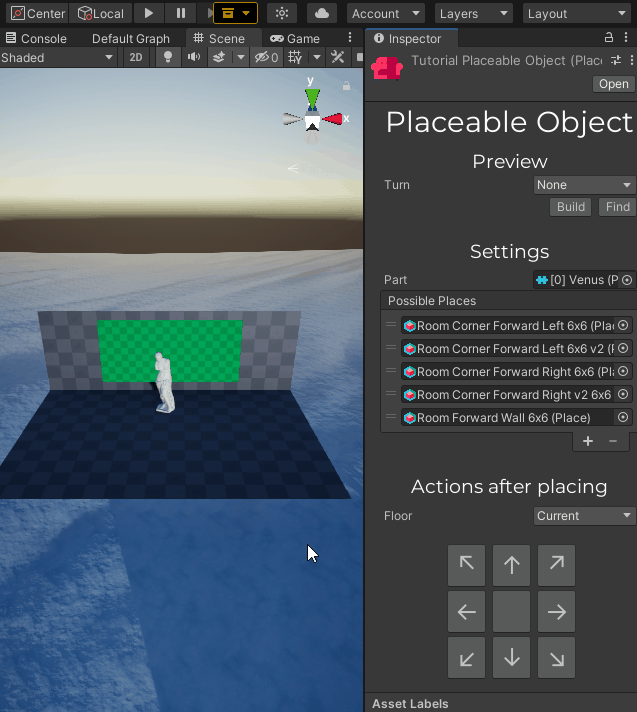 Center Local Account Layers Layout
Console Default Graph Scene Game Inspector
Shaded 2D 0
Tutorial Placeable Object (Plac
Open
y
x
Placeable Object
Preview
Turn None
Build Find
Settings
Part [0] Venus (P
Possible Places
Room Corner Forward Left 6x6 (Pla
Room Corner Forward Left 6x6 v2 (
Room Corner Forward Right 6x6 (Pl
Room Corner Forward Right v2 6x6
Room Forward Wall 6x6 (Place)
+ −
Actions after placing
Floor Current
Asset Labels